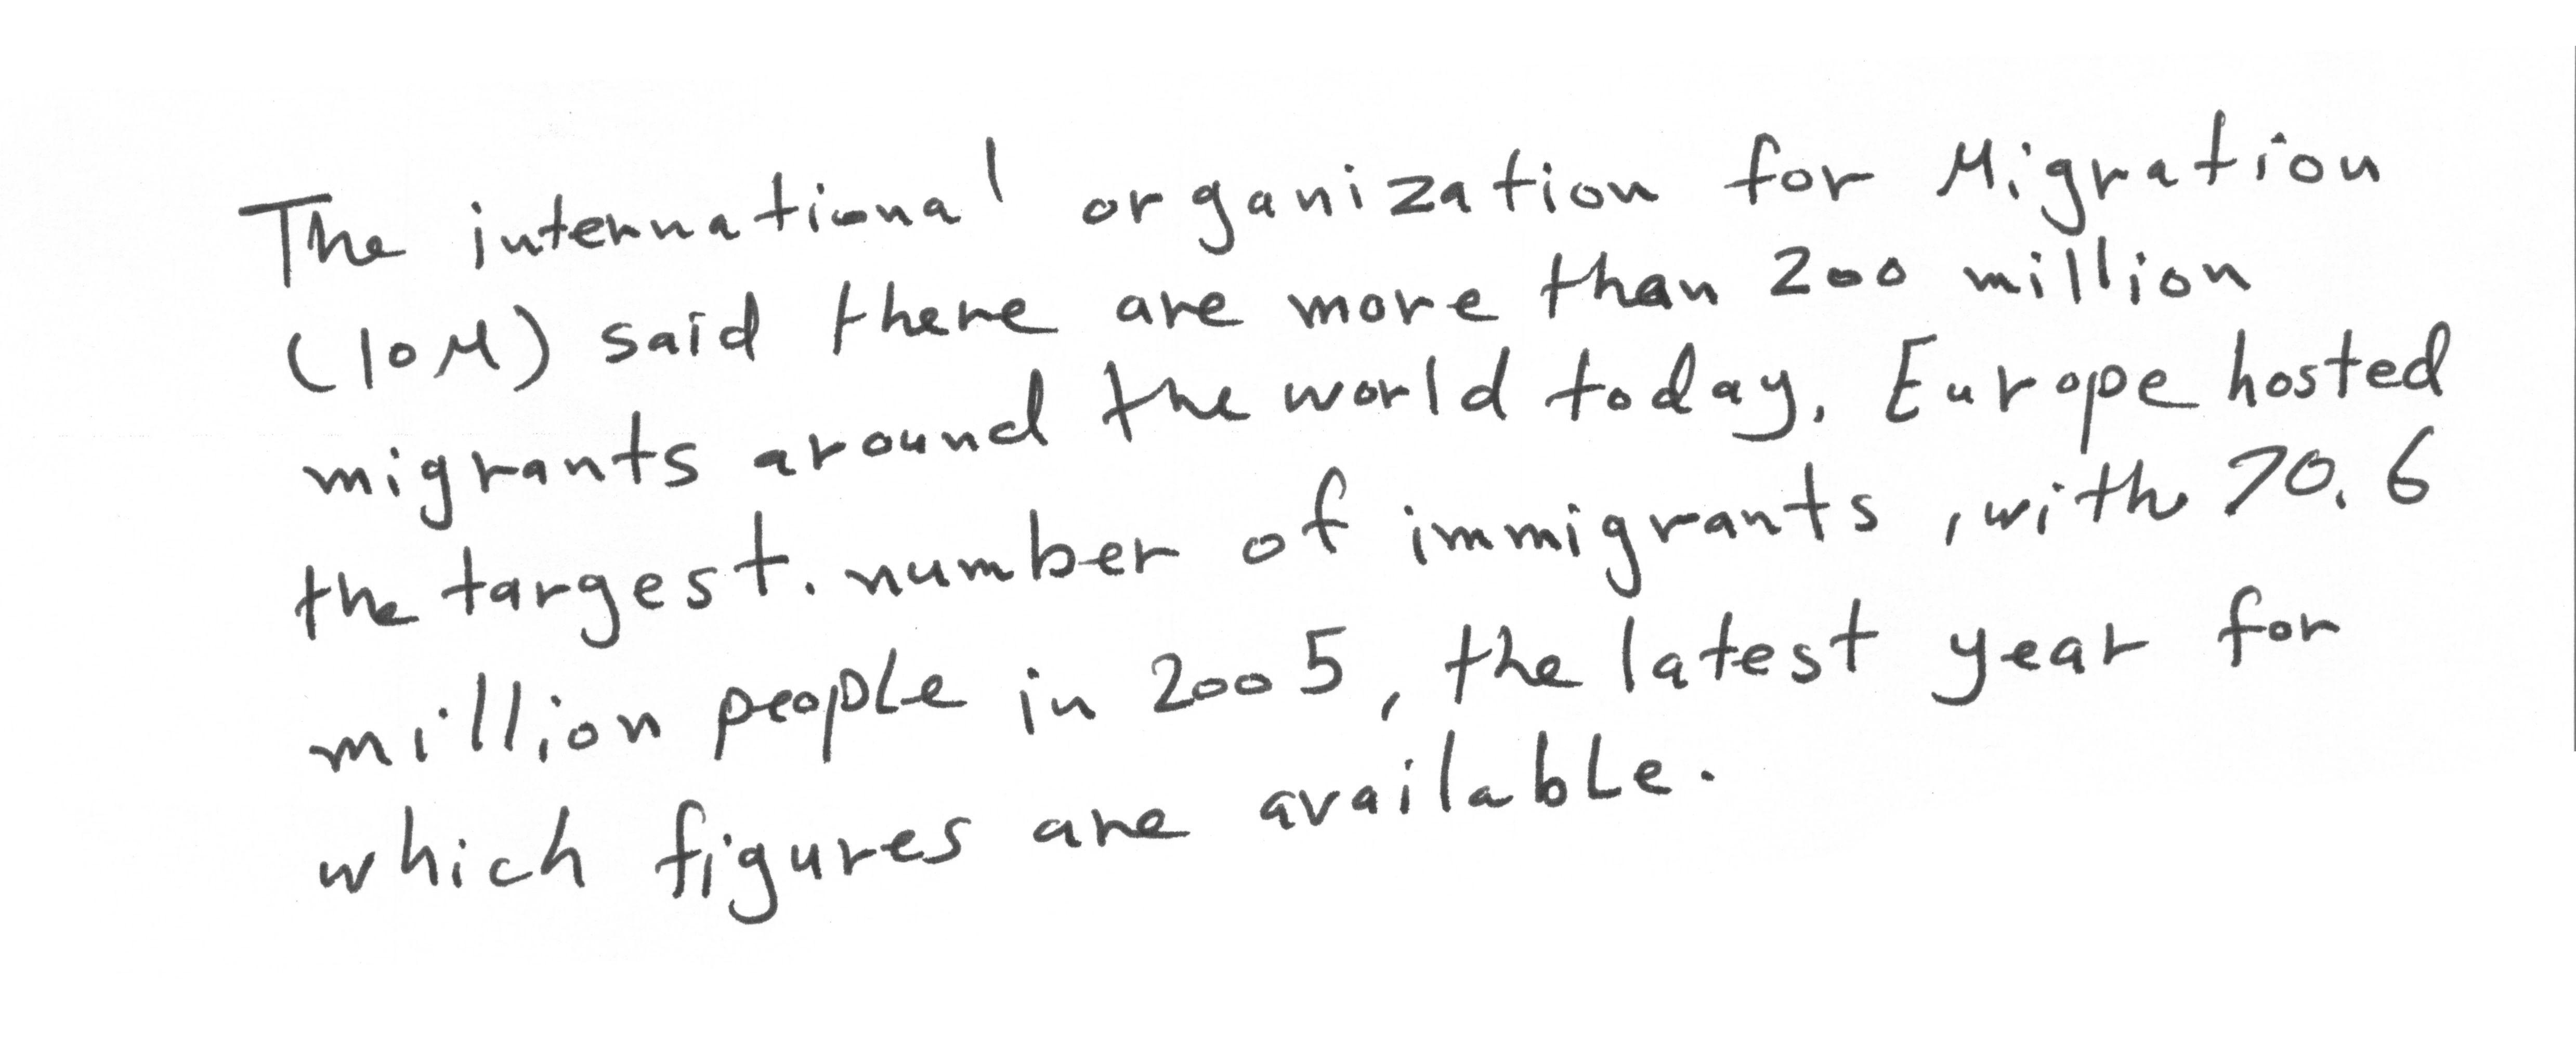 The international organization for Migration
(IOM) said there are more than 200 million
migrants around the world today. Europe hosted
the targest. number of immigrants, with 70.6
million people in 2005, the latest year for
which figures are available.